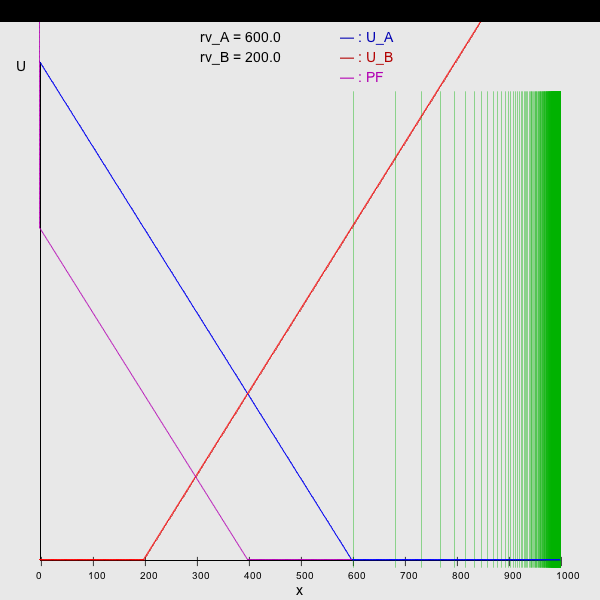 rv_A = 600.0 — : U_A
rv_B = 200.0 — : U_B
— : PF
U
0 100 200 300 400 500 600 700 800 900 1000
x